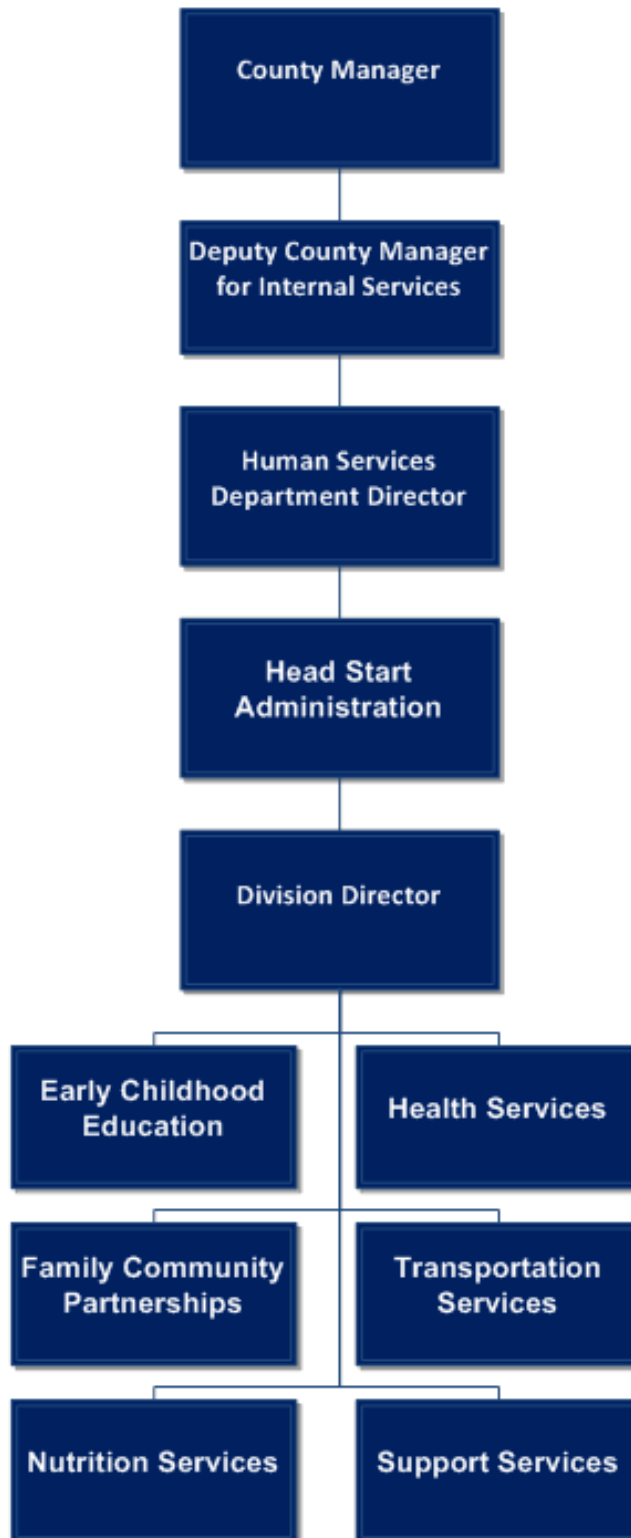 County Manager
Deputy County Manager
for Internal Services
Human Services
Department Director
Head Start
Administration
Division Director
Early Childhood
Education
Health Services
Family Community
Partnerships
Transportation
Services
Nutrition Services
Support Services